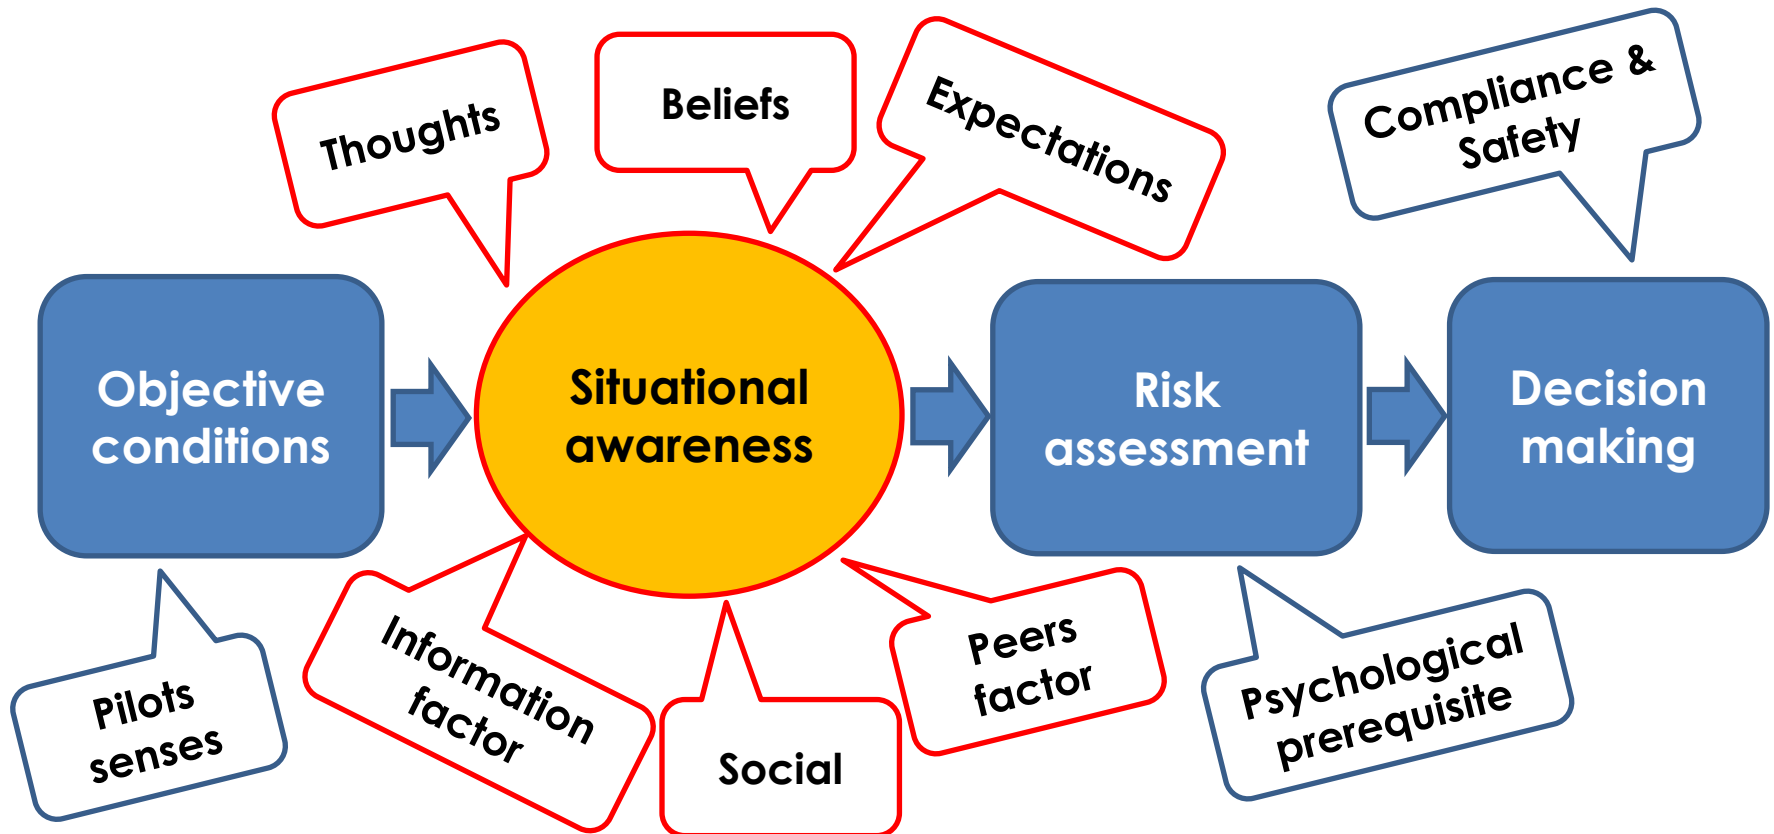 Thoughts
Beliefs
Expectations
Compliance &
Safety
Objective
conditions
Situational
awareness
Risk
assessment
Decision
making
Pilots
senses
Information
factor
Social
Peers
factor
Psychological
prerequisite